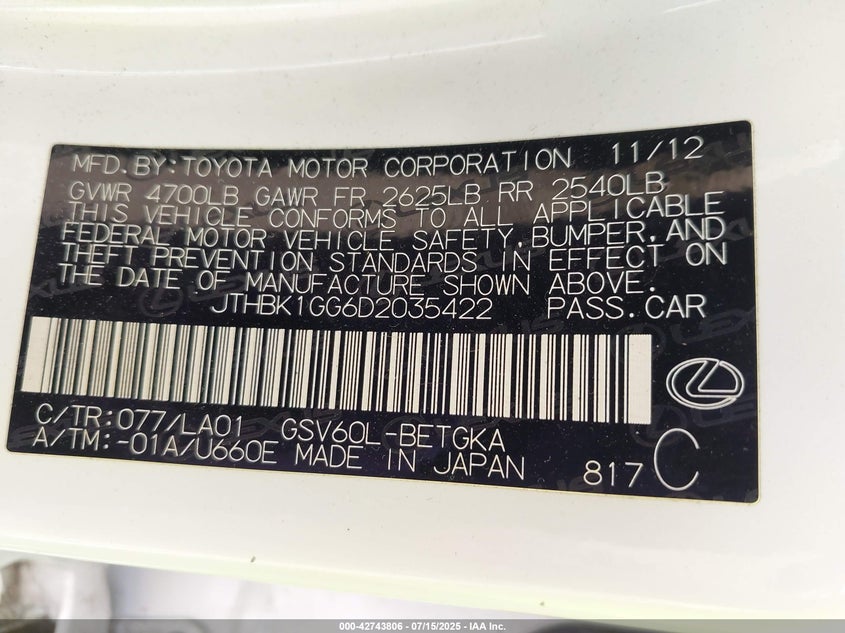 MFD.BY:TOYOTA MOTOR CORPORATION 11/12
GVWR 4700LB GAWR FR 2625LB RR 2540LB
THIS VEHICLE CONFORMS TO ALL APPLICABLE
FEDERAL MOTOR VEHICLE SAFETY,BUMPER,AND
THEFT PREVENTION STANDARDS IN EFFECT ON
THE DATE OF MANUFACTURE SHOWN ABOVE.
JTHBK1GG6D2035422 PASS.CAR
C/TR:077/LA01 GSV60L-BETGKA
A/TM:-01A/U660E MADE IN JAPAN 817C
000-42743806 - 07/15/2025 - IAA Inc.